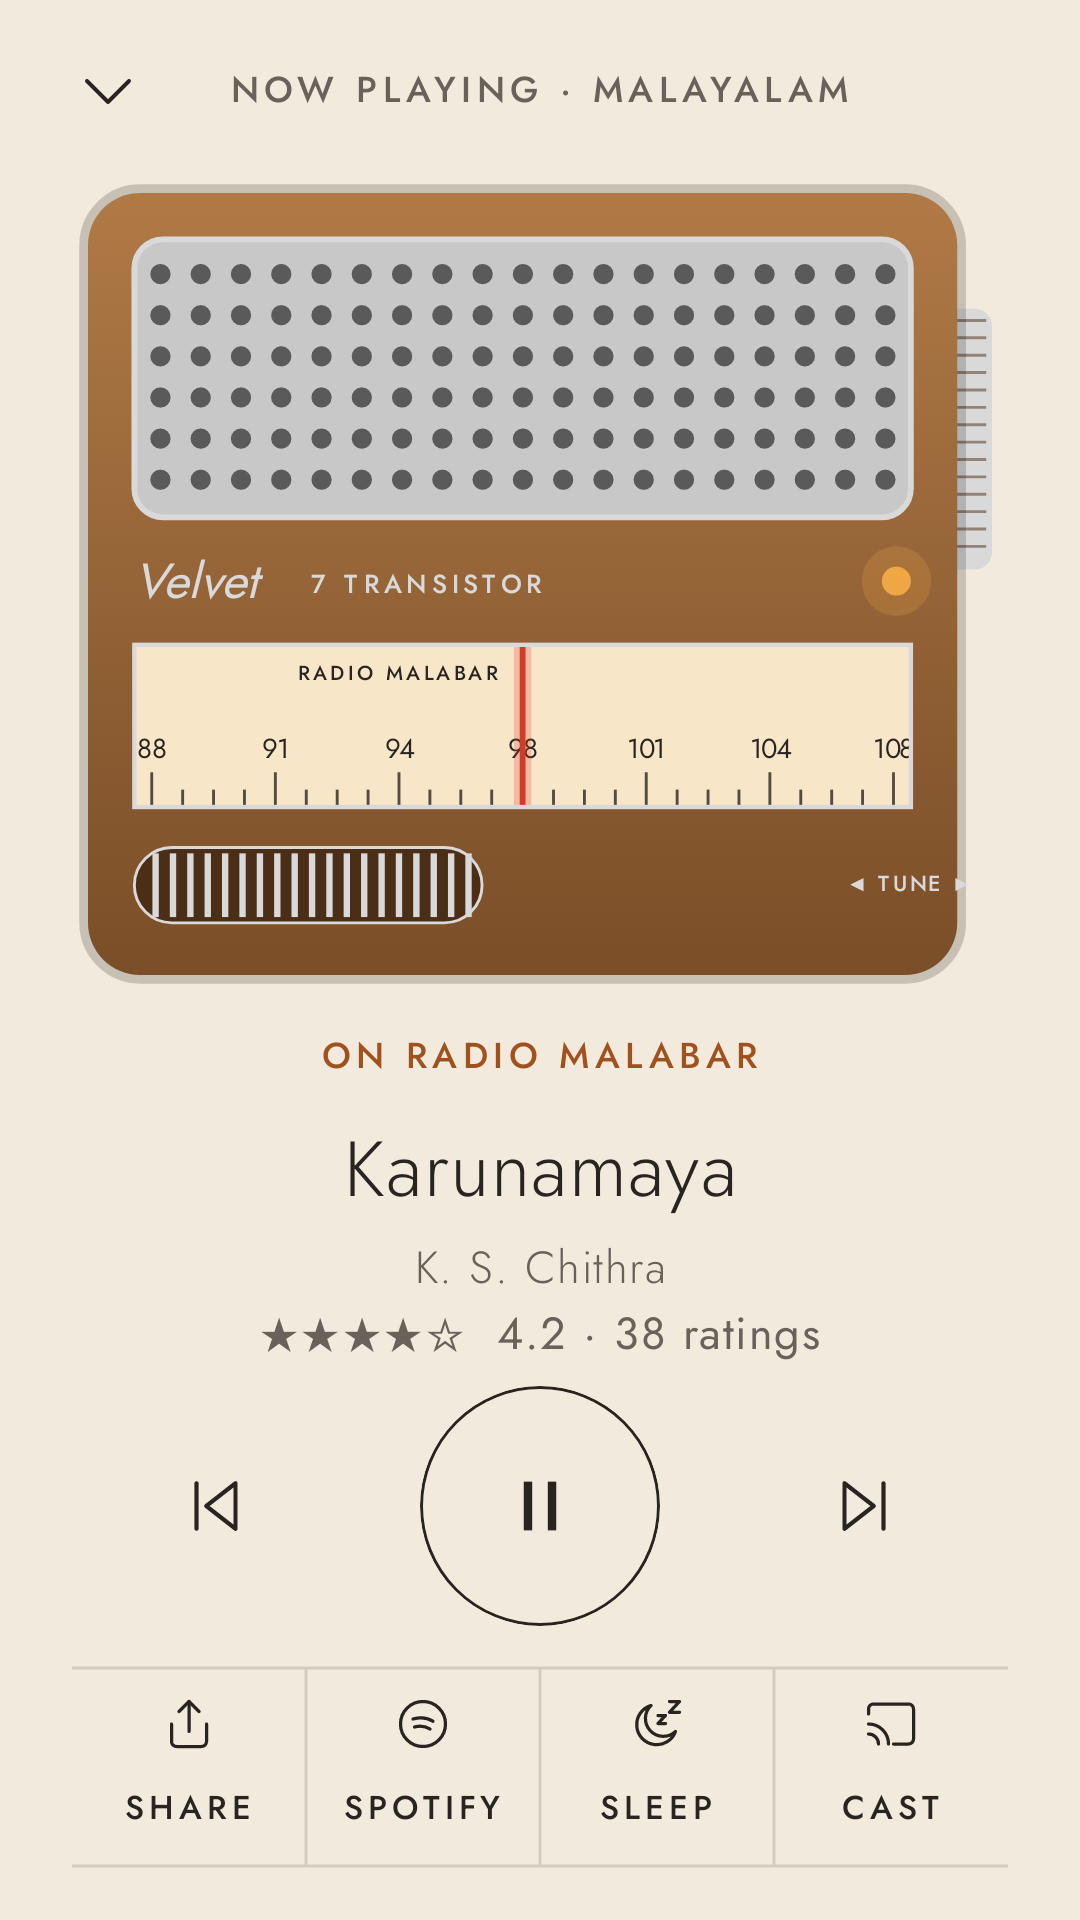 NOW PLAYING · MALAYALAM
Velvet 7 TRANSISTOR
RADIO MALABAR
88 91 94 98 101 104 108
◄ TUNE ►
ON RADIO MALABAR
Karunamaya
K. S. Chithra
★★★★☆ 4.2 · 38 ratings
SHARE SPOTIFY SLEEP CAST